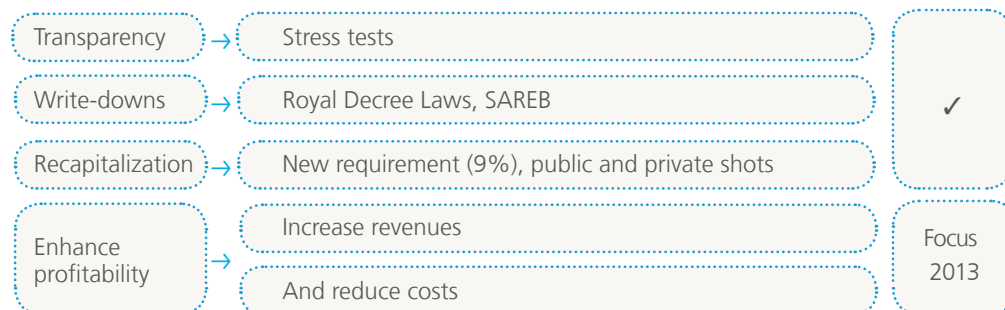 Transparency → Stress tests
Write-downs → Royal Decree Laws, SAREB
✓
Recapitalization → New requirement (9%), public and private shots
Enhance
profitability →
Increase revenues
And reduce costs
Focus
2013